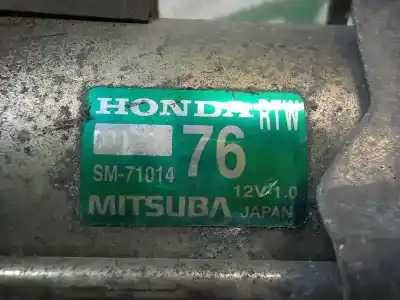 HONDA RTW
76
SM-71014
12V-1.0
MITSUBA JAPAN